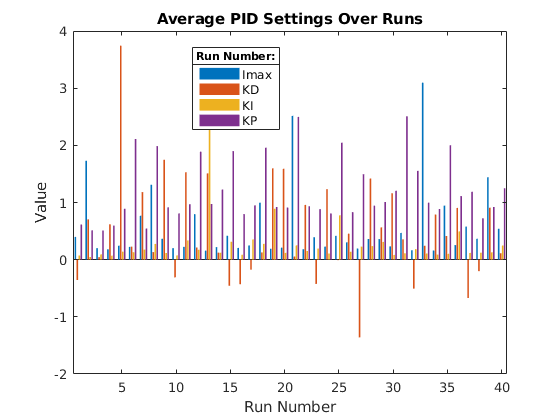 Average PID Settings Over Runs
Run Number:
Imax
KD
KI
KP
Value
4
3
2
1
0
-1
-2
5 10 15 20 25 30 35 40
Run Number